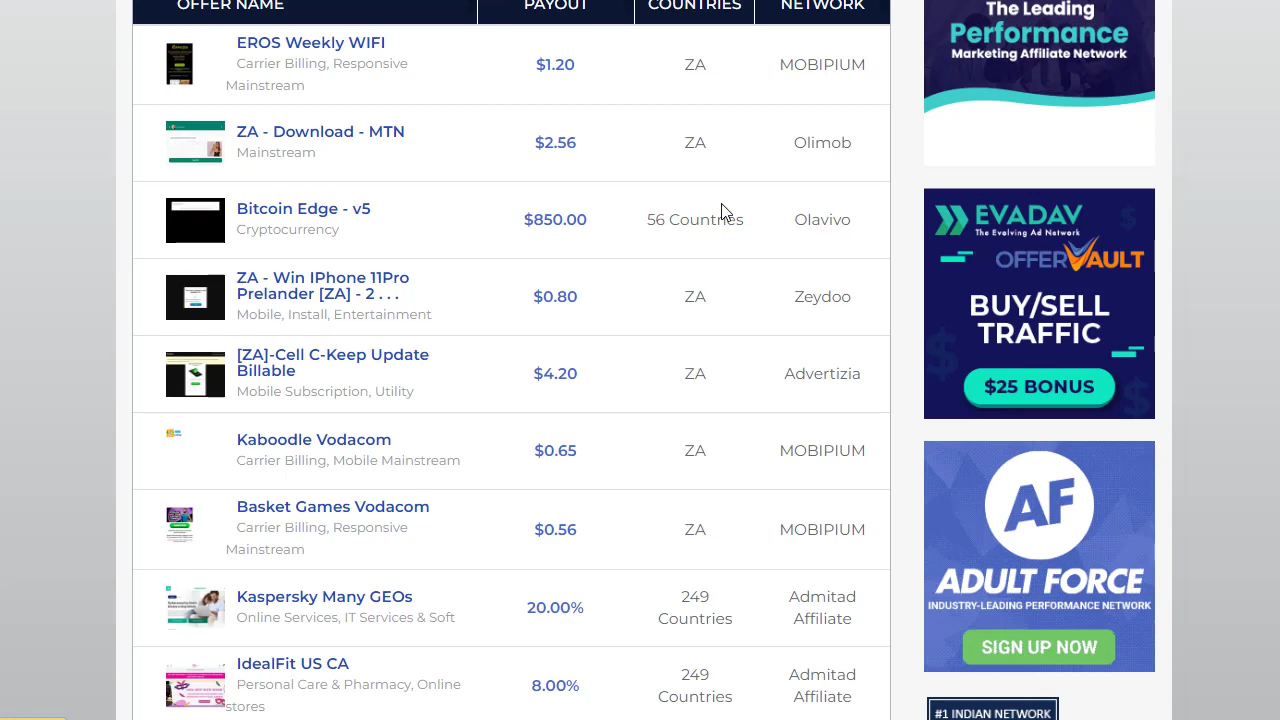 OFFER NAME PAYOUT COUNTRIES NETWORK
EROS Weekly WIFI
Carrier Billing, Responsive
Mainstream
$1.20 ZA MOBIPIUM
ZA - Download - MTN
Mainstream
$2.56 ZA Olimob
Bitcoin Edge - v5
Cryptocurrency
$850.00 56 Countries Olavivo
ZA - Win IPhone 11Pro
Prelander [ZA] - 2 . . .
Mobile, Install, Entertainment
$0.80 ZA Zeydoo
[ZA]-Cell C-Keep Update
Billable
Mobile Subscription, Utility
$4.20 ZA Advertizia
Kaboodle Vodacom
Carrier Billing, Mobile Mainstream
$0.65 ZA MOBIPIUM
Basket Games Vodacom
Carrier Billing, Responsive
Mainstream
$0.56 ZA MOBIPIUM
Kaspersky Many GEOs
Online Services, IT Services & Soft
20.00%
249
Countries
Admitad
Affiliate
IdealFit US CA
Personal Care & Pharmacy, Online
stores
8.00%
249
Countries
Admitad
Affiliate
The Leading
Performance
Marketing Affiliate Network
EVADAV
The Evolving Ad Network
OFFERVAULT
BUY/SELL
TRAFFIC
$25 BONUS
AF
ADULT FORCE
INDUSTRY-LEADING PERFORMANCE NETWORK
SIGN UP NOW
#1 INDIAN NETWORK